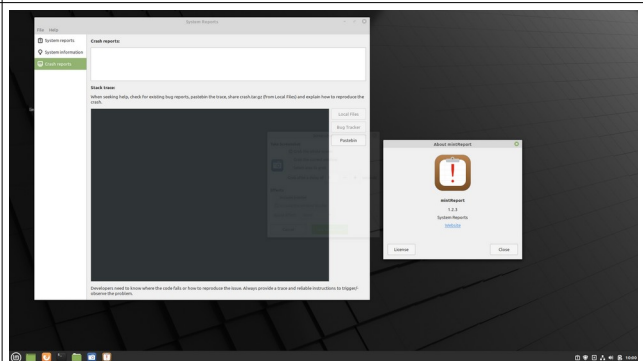 System Reports
File Help
System reports
System information
Crash reports
Crash reports:
Stack trace:
When seeking help, check for existing bug reports, pastebin the trace, share crash.tar.gz (from Local Files) and explain how to reproduce the
crash.
Local Files
Bug Tracker
Pastebin
Developers need to know where the code fails or how to reproduce the issue. Always provide a trace and reliable instructions to trigger/-
observe the problem.
About mintReport
mintReport
1.2.3
System Reports
Website
License
Close